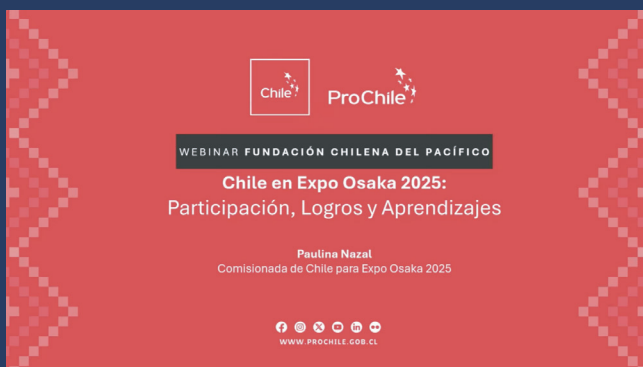 Chile
ProChile
WEBINAR FUNDACIÓN CHILENA DEL PACÍFICO
Chile en Expo Osaka 2025:
Participación, Logros y Aprendizajes
Paulina Nazal
Comisionada de Chile para Expo Osaka 2025
WWW.PROCHILE.GOB.CL